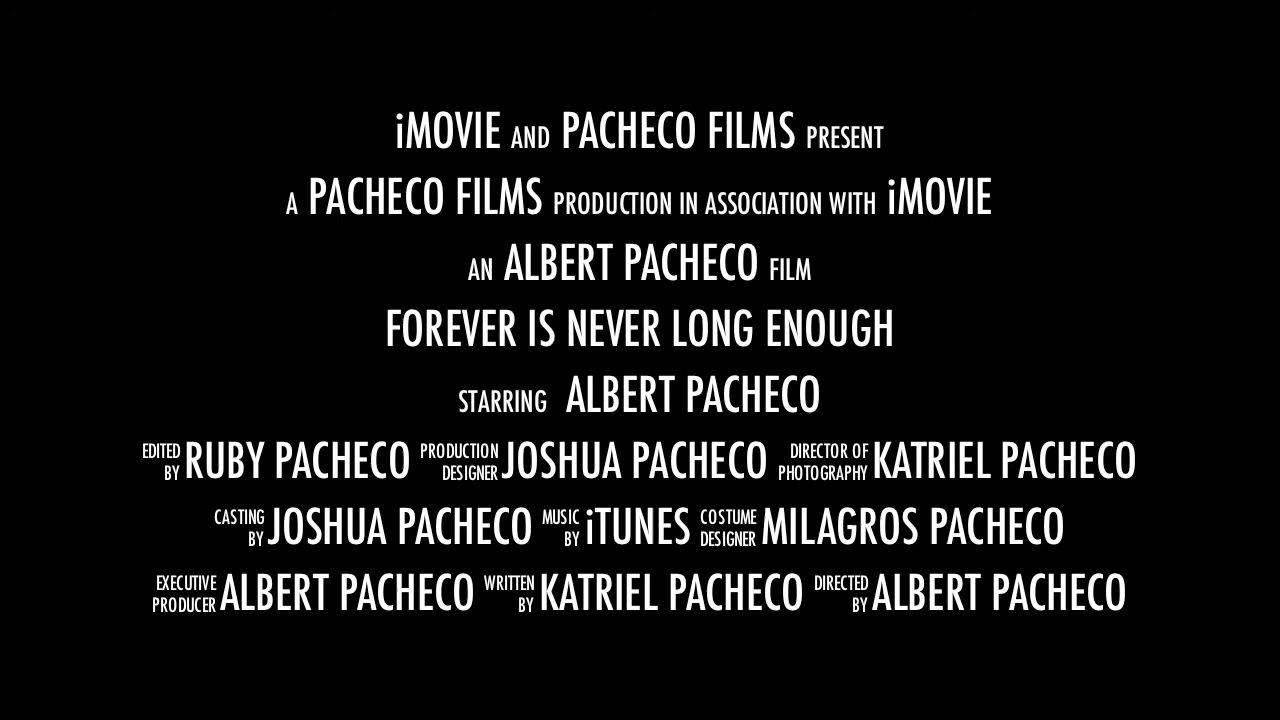 iMOVIE AND PACHECO FILMS PRESENT
A PACHECO FILMS PRODUCTION IN ASSOCIATION WITH iMOVIE
AN ALBERT PACHECO FILM
FOREVER IS NEVER LONG ENOUGH
STARRING ALBERT PACHECO
EDITED BY RUBY PACHECO PRODUCTION DESIGNER JOSHUA PACHECO DIRECTOR OF PHOTOGRAPHY KATRIEL PACHECO
CASTING BY JOSHUA PACHECO MUSIC BY iTUNES COSTUME DESIGNER MILAGROS PACHECO
EXECUTIVE PRODUCER ALBERT PACHECO WRITTEN BY KATRIEL PACHECO DIRECTED BY ALBERT PACHECO